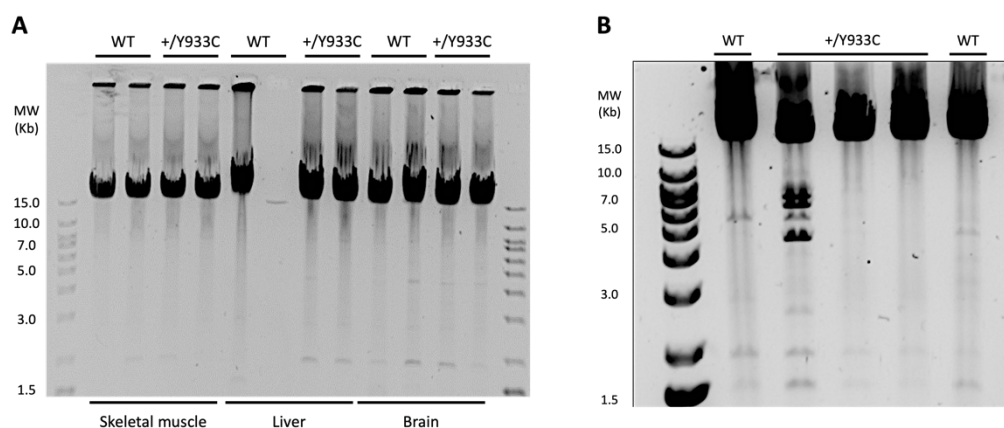 A
WT +/Y933C WT +/Y933C WT +/Y933C
MW
(Kb)
15.0
10.0
7.0
5.0
3.0
1.5
Skeletal muscle Liver Brain
B
WT +/Y933C WT
MW
(Kb)
15.0
10.0
7.0
5.0
3.0
1.5